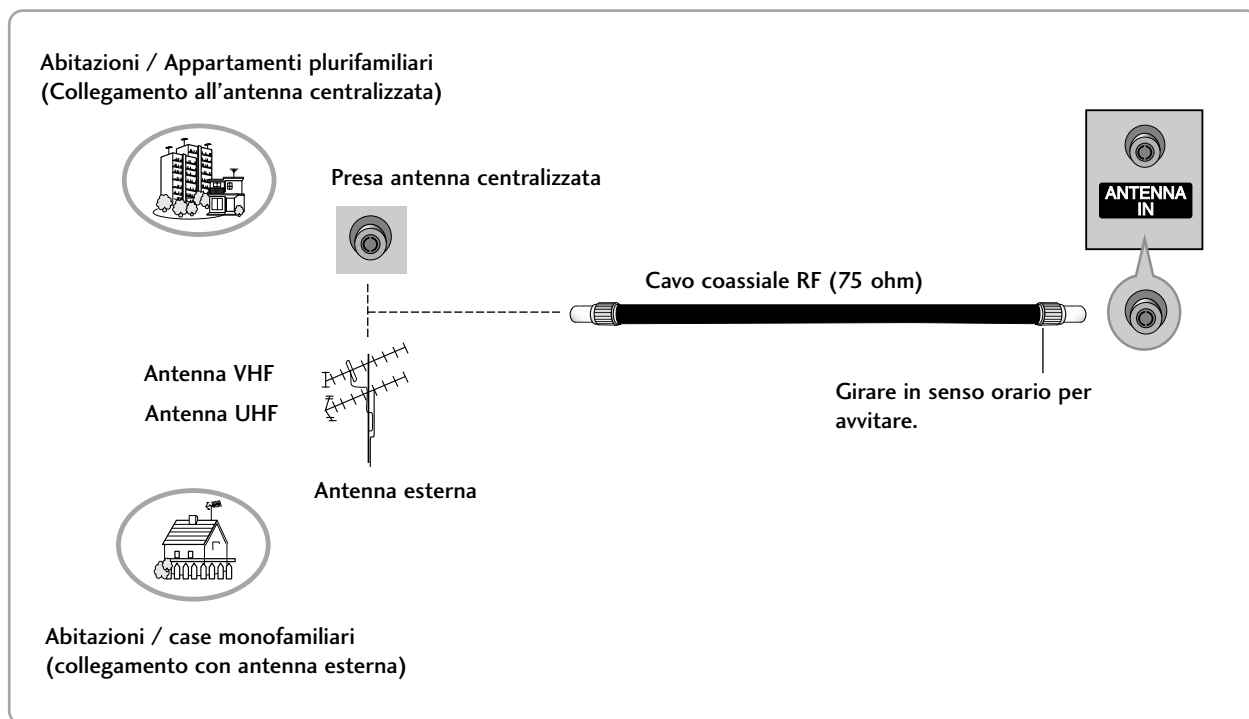 Abitazioni / Appartamenti plurifamiliari
(Collegamento all'antenna centralizzata)
Presa antenna centralizzata
ANTENNA
IN
Cavo coassiale RF (75 ohm)
Antenna VHF
Antenna UHF
Girare in senso orario per
avvitare.
Antenna esterna
Abitazioni / case monofamiliari
(collegamento con antenna esterna)